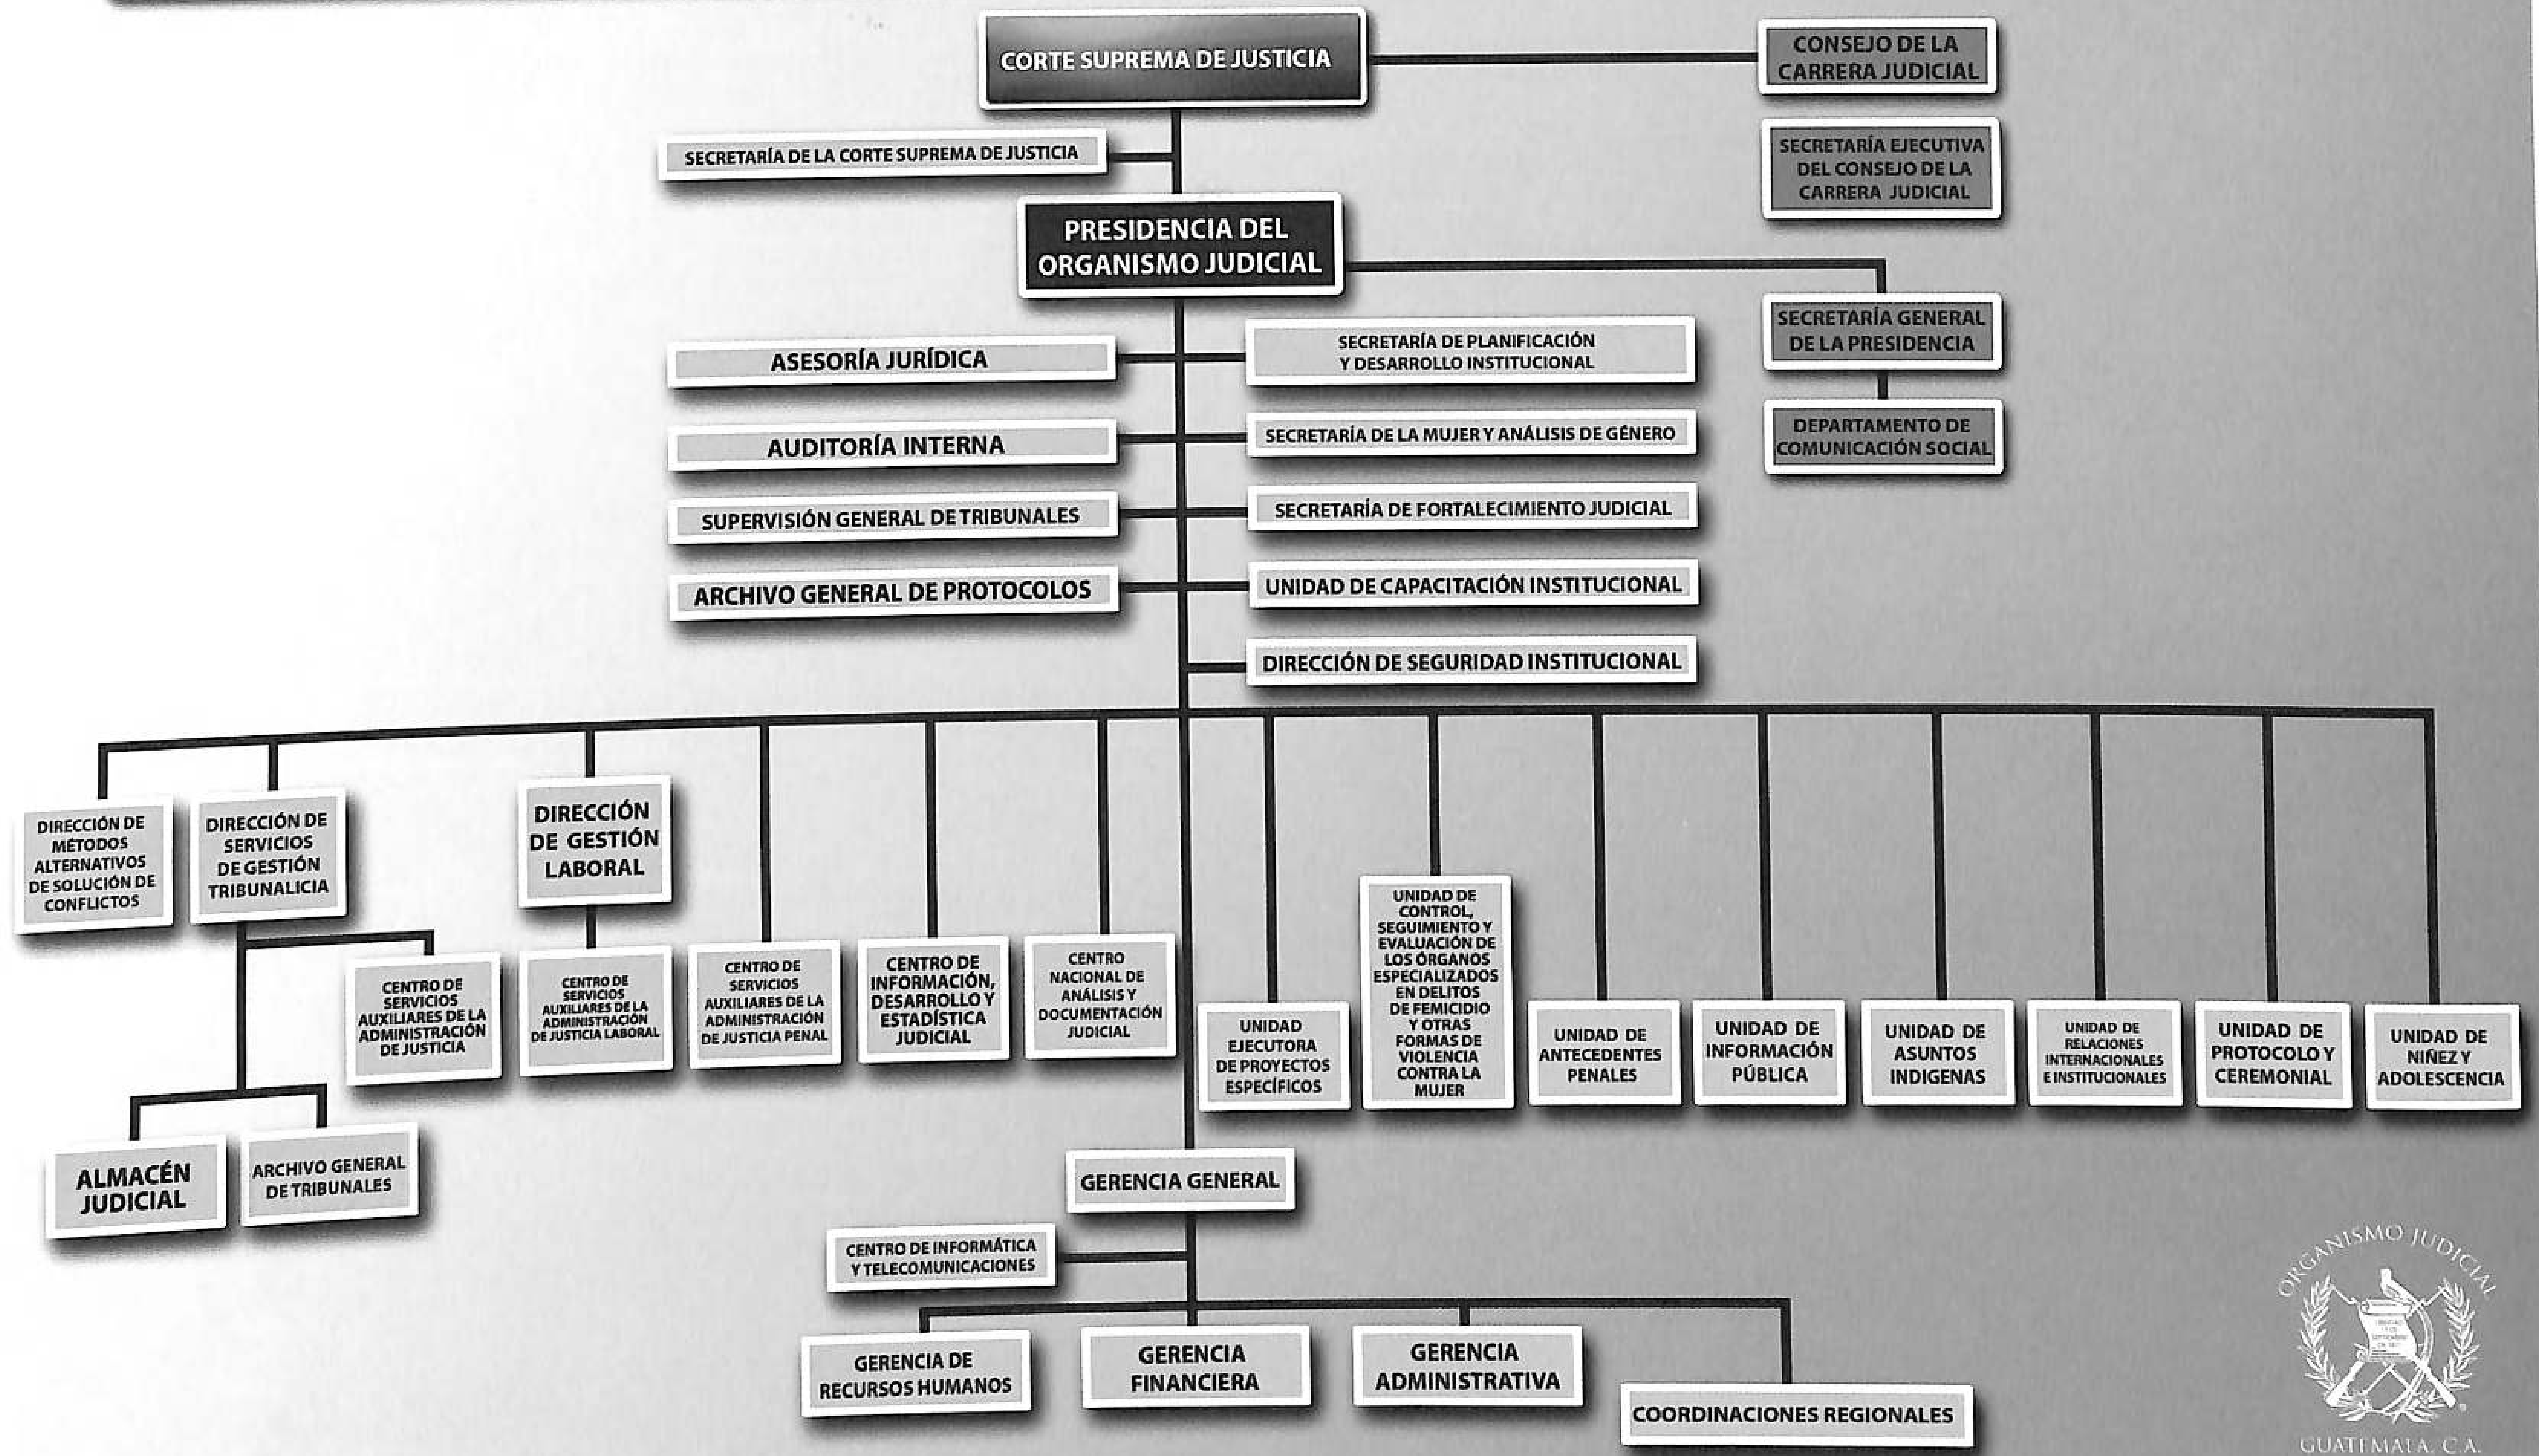 CORTE SUPREMA DE JUSTICIA
CONSEJO DE LA
CARRERA JUDICIAL
SECRETARÍA DE LA CORTE SUPREMA DE JUSTICIA
SECRETARÍA EJECUTIVA
DEL CONSEJO DE LA
CARRERA JUDICIAL
PRESIDENCIA DEL
ORGANISMO JUDICIAL
SECRETARÍA GENERAL
DE LA PRESIDENCIA
DEPARTAMENTO DE
COMUNICACIÓN SOCIAL
ASESORÍA JURÍDICA
SECRETARÍA DE PLANIFICACIÓN
Y DESARROLLO INSTITUCIONAL
AUDITORÍA INTERNA
SECRETARÍA DE LA MUJER Y ANÁLISIS DE GÉNERO
SUPERVISIÓN GENERAL DE TRIBUNALES
SECRETARÍA DE FORTALECIMIENTO JUDICIAL
ARCHIVO GENERAL DE PROTOCOLOS
UNIDAD DE CAPACITACIÓN INSTITUCIONAL
DIRECCIÓN DE SEGURIDAD INSTITUCIONAL
DIRECCIÓN DE
MÉTODOS
ALTERNATIVOS
DE SOLUCIÓN DE
CONFLICTOS
DIRECCIÓN DE
SERVICIOS
DE GESTIÓN
TRIBUNALICIA
DIRECCIÓN
DE GESTIÓN
LABORAL
CENTRO DE
SERVICIOS
AUXILIARES DE LA
ADMINISTRACIÓN
DE JUSTICIA
CENTRO DE
SERVICIOS
AUXILIARES DE LA
ADMINISTRACIÓN
DE JUSTICIA LABORAL
CENTRO DE
SERVICIOS
AUXILIARES DE LA
ADMINISTRACIÓN
DE JUSTICIA PENAL
CENTRO DE
INFORMACIÓN,
DESARROLLO Y
ESTADÍSTICA
JUDICIAL
CENTRO
NACIONAL DE
ANÁLISIS Y
DOCUMENTACIÓN
JUDICIAL
UNIDAD
EJECUTORA
DE PROYECTOS
ESPECÍFICOS
UNIDAD DE
CONTROL,
SEGUIMIENTO Y
EVALUACIÓN DE
LOS ÓRGANOS
ESPECIALIZADOS
EN DELITOS
DE FEMICIDIO
Y OTRAS
FORMAS DE
VIOLENCIA
CONTRA LA
MUJER
UNIDAD DE
ANTECEDENTES
PENALES
UNIDAD DE
INFORMACIÓN
PÚBLICA
UNIDAD DE
ASUNTOS
INDIGENAS
UNIDAD DE
RELACIONES
INTERNACIONALES
E INSTITUCIONALES
UNIDAD DE
PROTOCOLO Y
CEREMONIAL
UNIDAD DE
NIÑEZ Y
ADOLESCENCIA
ALMACÉN
JUDICIAL
ARCHIVO GENERAL
DE TRIBUNALES
GERENCIA GENERAL
CENTRO DE INFORMÁTICA
Y TELECOMUNICACIONES
GERENCIA DE
RECURSOS HUMANOS
GERENCIA
FINANCIERA
GERENCIA
ADMINISTRATIVA
COORDINACIONES REGIONALES
ORGANISMO JUDICIAL
LIBERTAD
15 DE
SEPTIEMBRE
DE 1821
GUATEMALA, C.A.